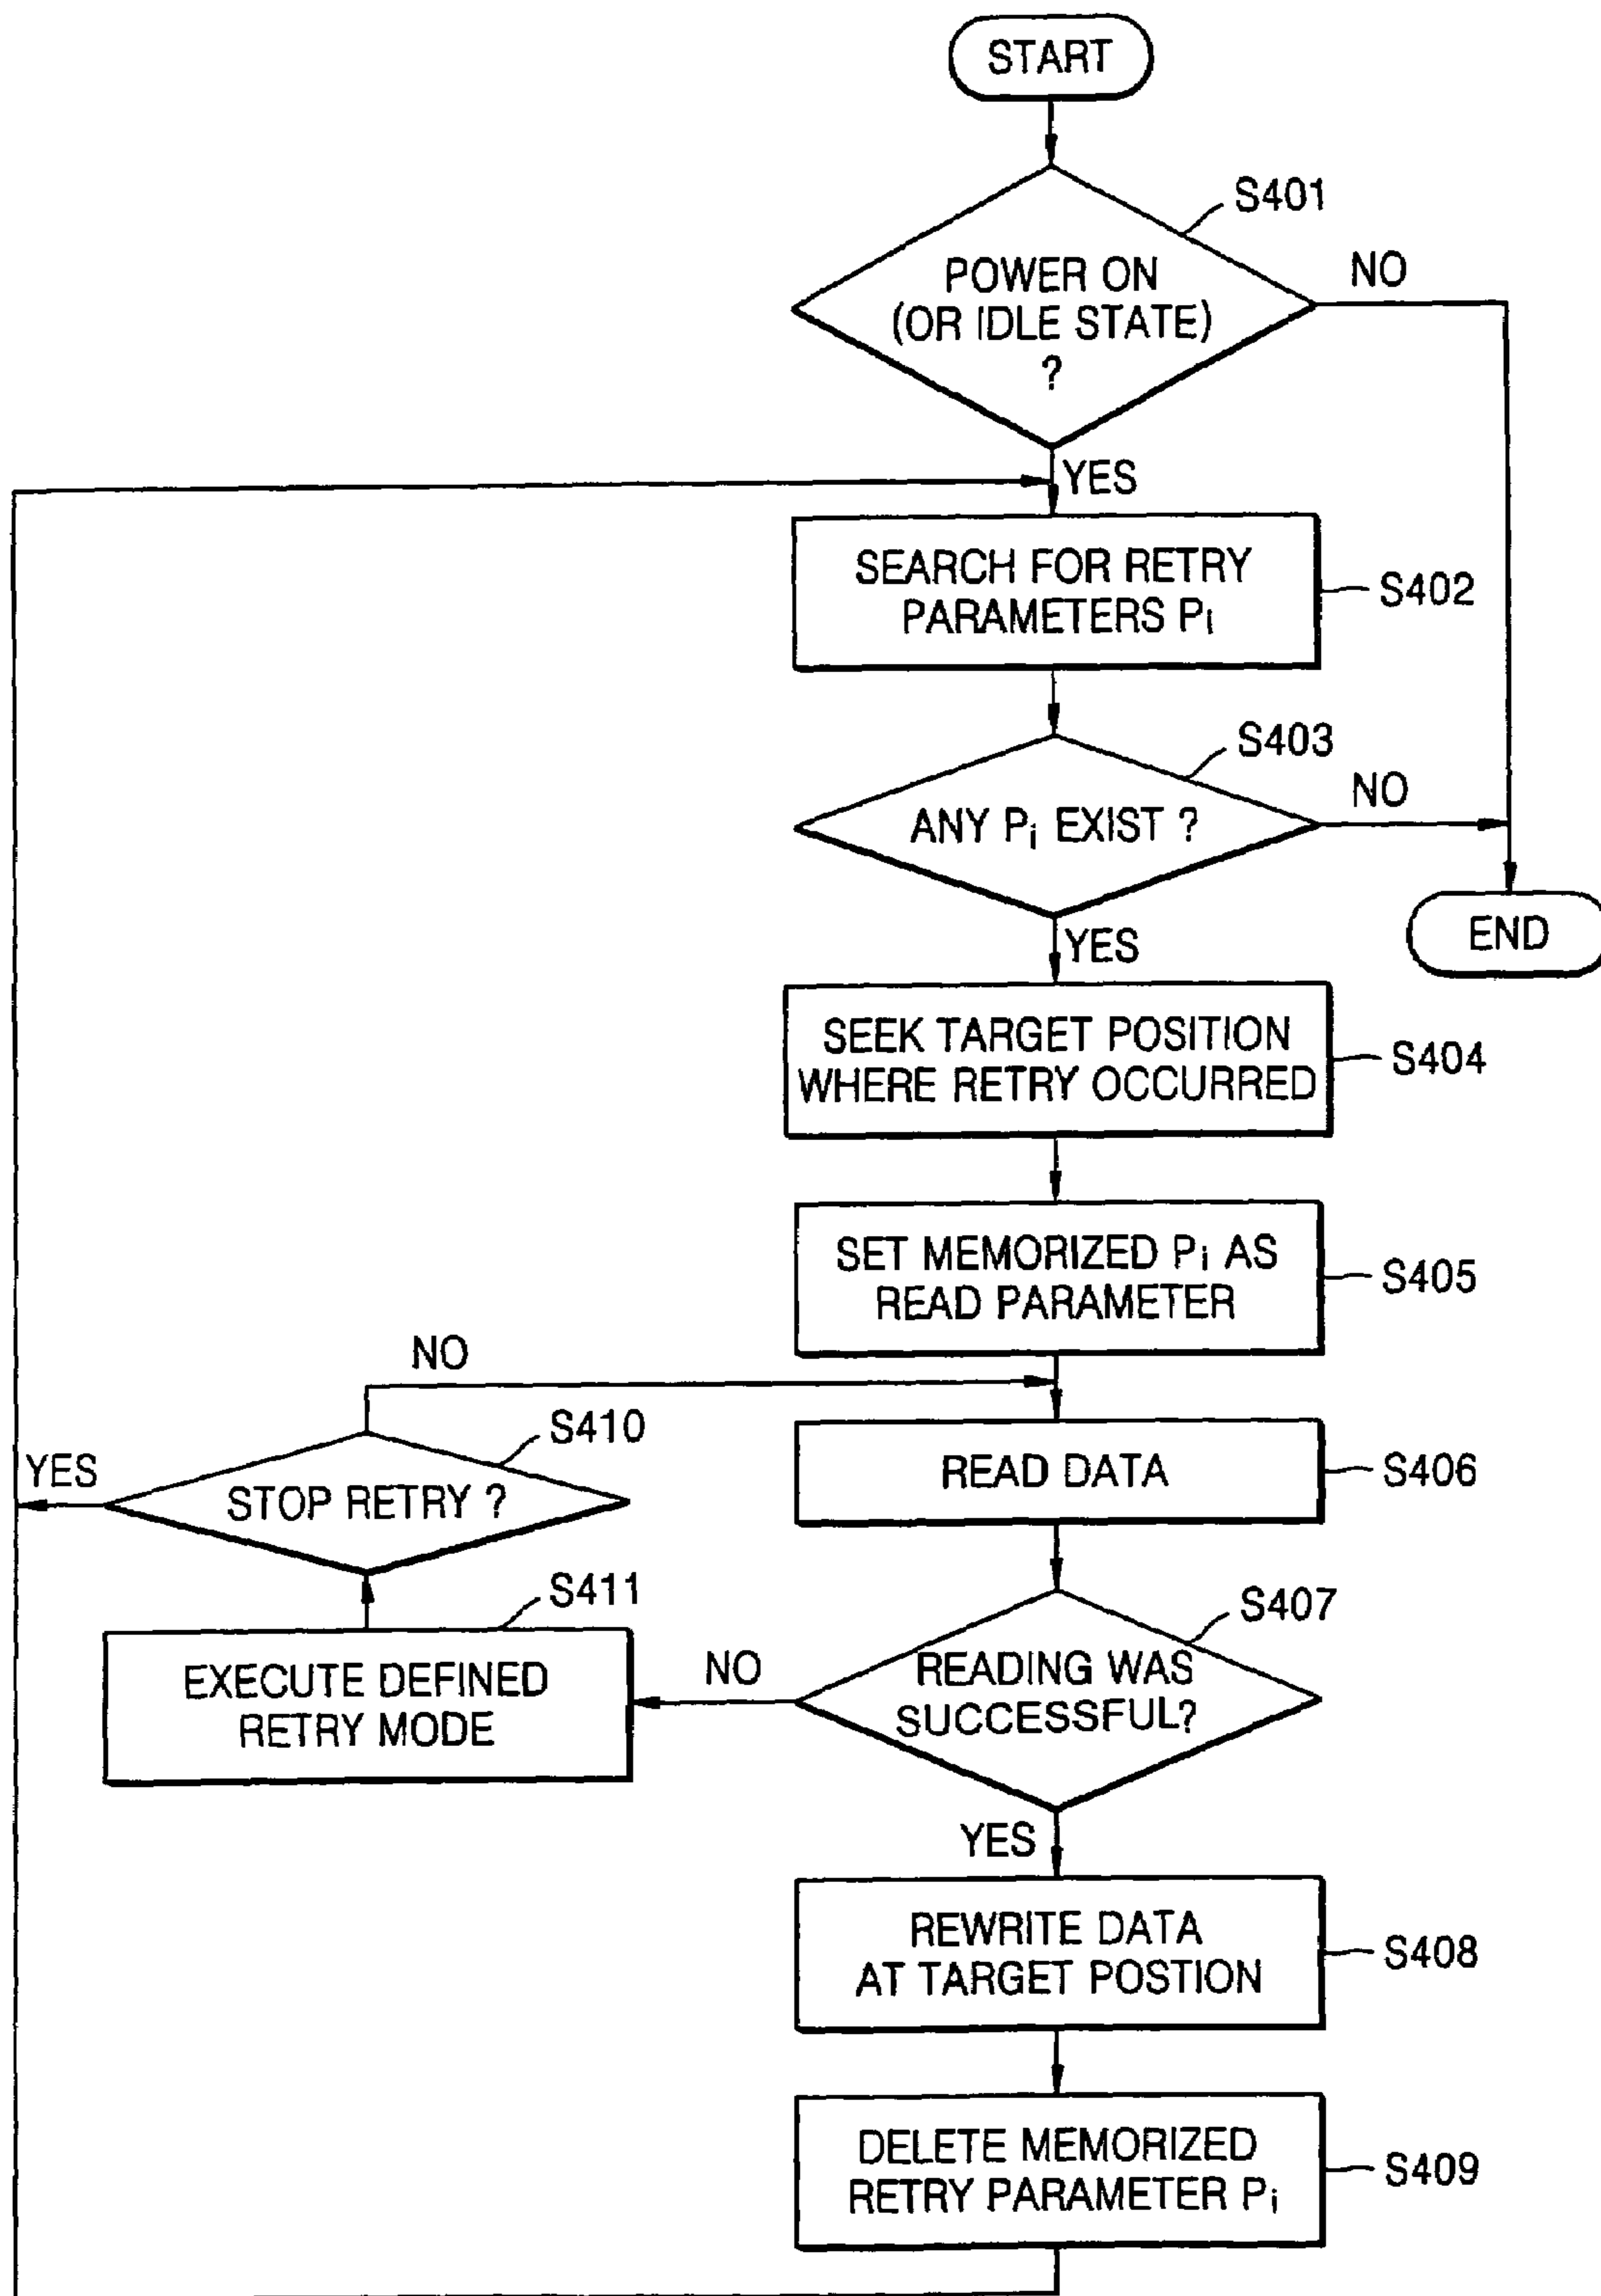 START
S401
POWER ON
(OR IDLE STATE)
?
NO
YES
SEARCH FOR RETRY
PARAMETERS Pi
S402
S403
ANY Pi EXIST ?
NO
YES
END
SEEK TARGET POSITION
WHERE RETRY OCCURRED
S404
SET MEMORIZED Pi AS
READ PARAMETER
S405
NO
S410
YES
STOP RETRY ?
READ DATA
S406
S411
EXECUTE DEFINED
RETRY MODE
NO
S407
READING WAS
SUCCESSFUL?
YES
REWRITE DATA
AT TARGET POSTION
S408
DELETE MEMORIZED
RETRY PARAMETER Pi
S409